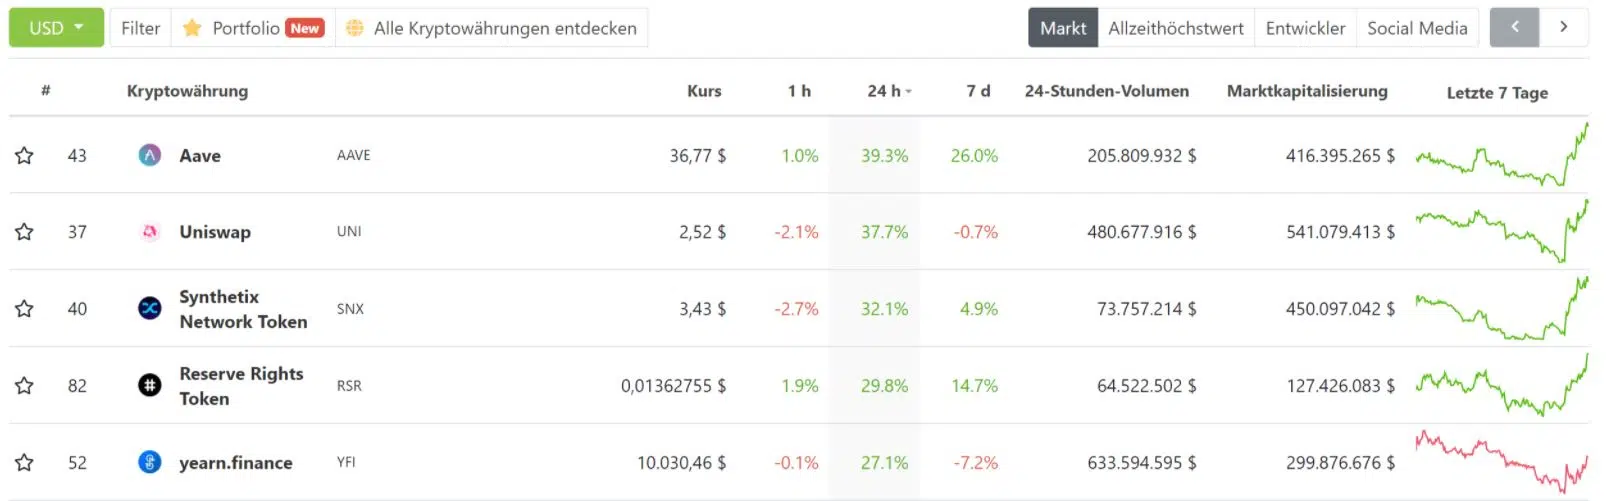 USD Filter Portfolio New Alle Kryptowährungen entdecken Markt Allzeithöchstwert Entwickler Social Media
# Kryptowährung Kurs 1 h 24 h 7 d 24-Stunden-Volumen Marktkapitalisierung Letzte 7 Tage
43 Aave AAVE 36,77 $ 1.0% 39.3% 26.0% 205.809.932 $ 416.395.265 $
37 Uniswap UNI 2,52 $ -2.1% 37.7% -0.7% 480.677.916 $ 541.079.413 $
40 Synthetix Network Token SNX 3,43 $ -2.7% 32.1% 4.9% 73.757.214 $ 450.097.042 $
82 Reserve Rights Token RSR 0,01362755 $ 1.9% 29.8% 14.7% 64.522.502 $ 127.426.083 $
52 yearn.finance YFI 10.030,46 $ -0.1% 27.1% -7.2% 633.594.595 $ 299.876.676 $